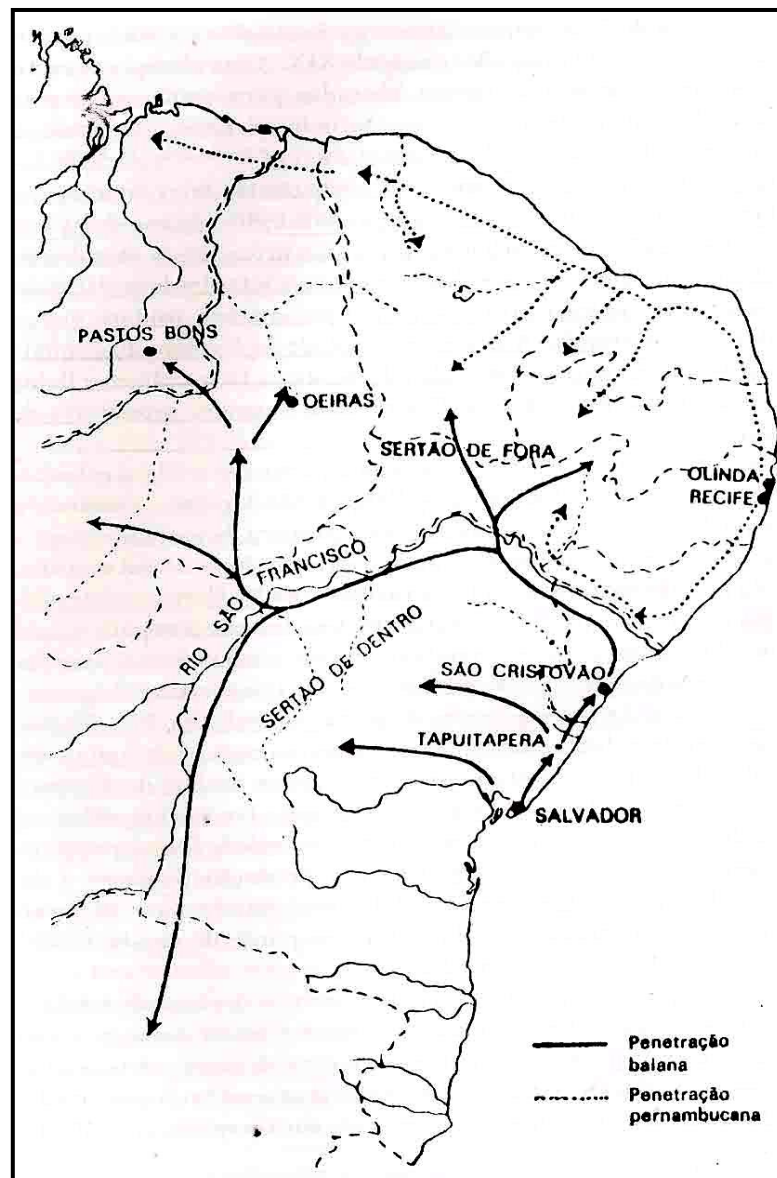 PASTOS BONS
OEIRAS
SERTÃO DE FORA
OLINDA
RECIFE
RIO SÃO FRANCISCO
SERTÃO DE DENTRO
SÃO CRISTOVÃO
TAPUITAPERA
SALVADOR
Penetração
baiana
Penetração
pernambucana